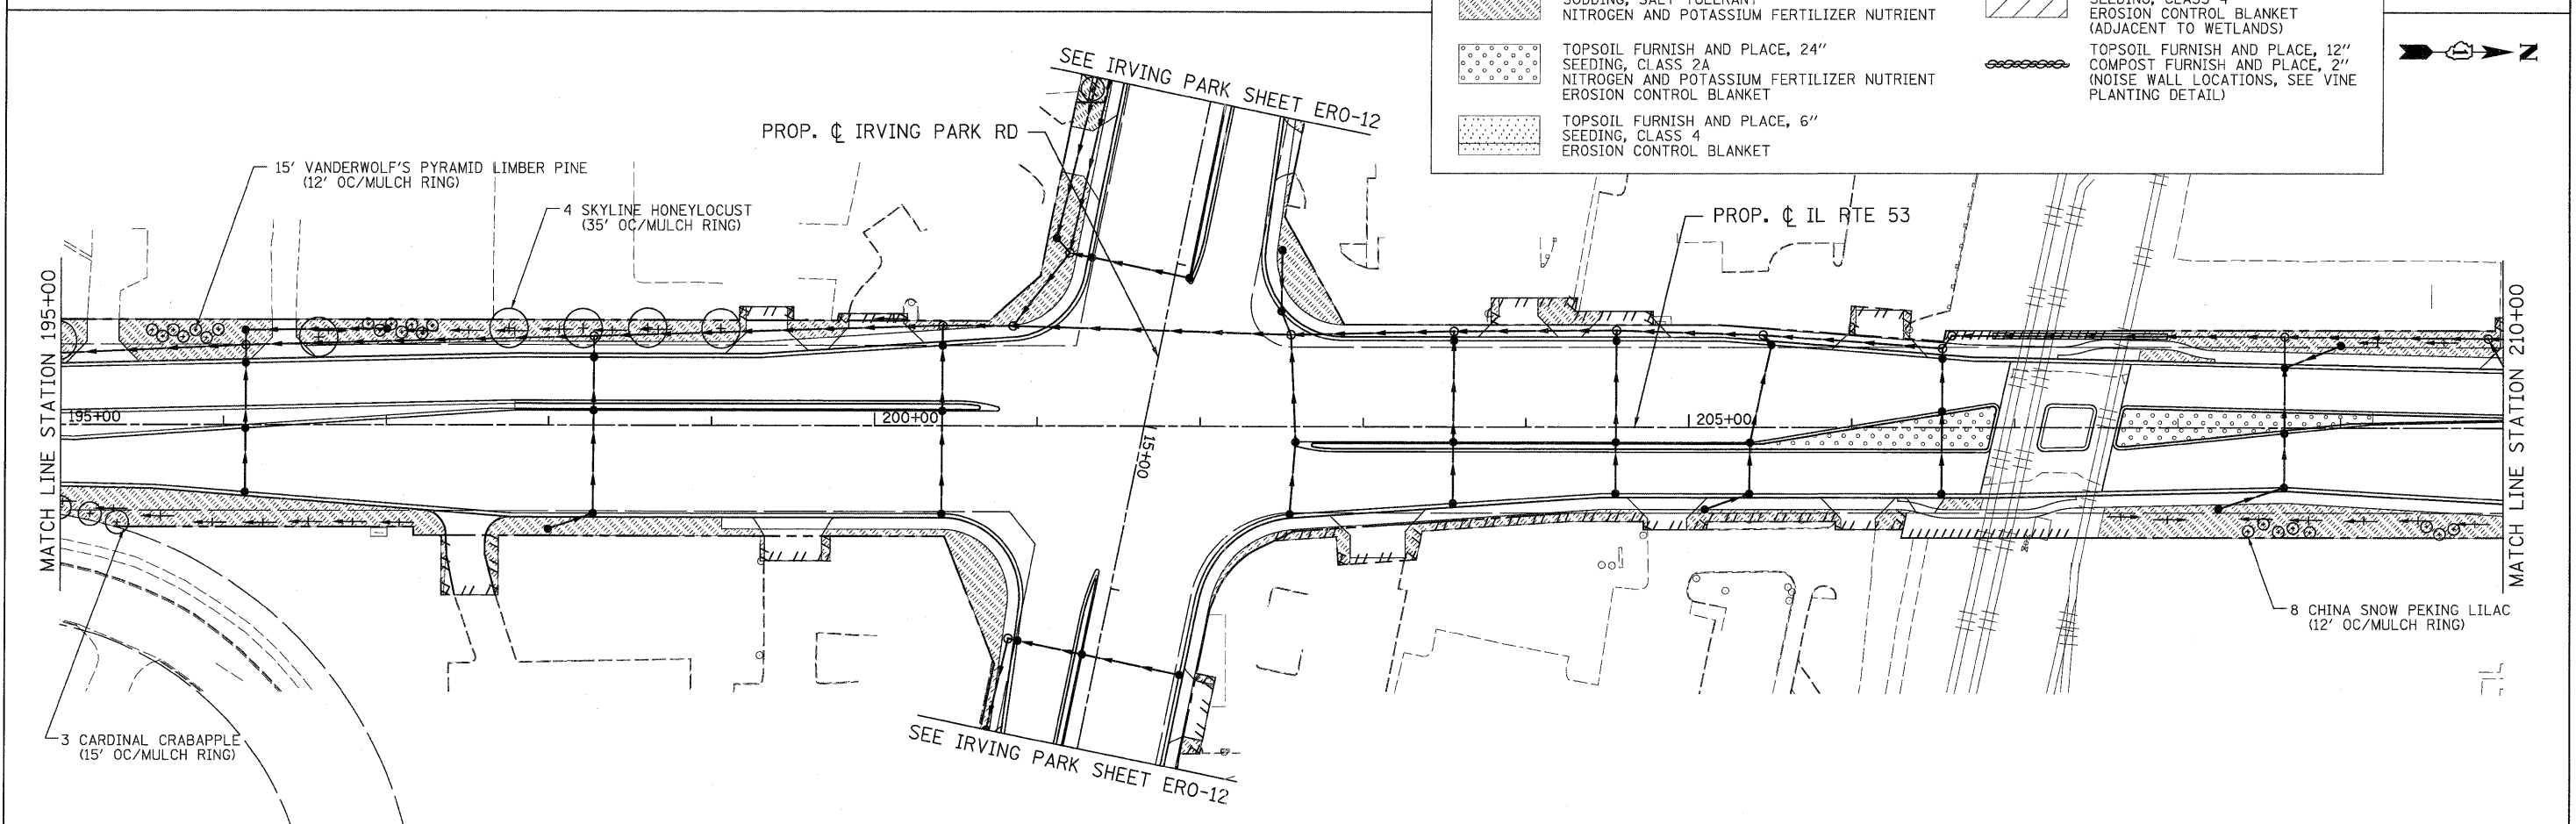 SODDING, SALT TOLERANT
NITROGEN AND POTASSIUM FERTILIZER NUTRIENT
TOPSOIL FURNISH AND PLACE, 24"
SEEDING, CLASS 2A
NITROGEN AND POTASSIUM FERTILIZER NUTRIENT
EROSION CONTROL BLANKET
TOPSOIL FURNISH AND PLACE, 6"
SEEDING, CLASS 4
EROSION CONTROL BLANKET
SEEDING, CLASS 4
EROSION CONTROL BLANKET
(ADJACENT TO WETLANDS)
TOPSOIL FURNISH AND PLACE, 12"
COMPOST FURNISH AND PLACE, 2"
(NOISE WALL LOCATIONS, SEE VINE
PLANTING DETAIL)
N
SEE IRVING PARK SHEET ERO-12
PROP. ℄ IRVING PARK RD
15' VANDERWOLF'S PYRAMID LIMBER PINE
(12' OC/MULCH RING)
4 SKYLINE HONEYLOCUST
(35' OC/MULCH RING)
PROP. ℄ IL RTE 53
MATCH LINE STATION 195+00
195+00
200+00
205+00
15+00
MATCH LINE STATION 210+00
8 CHINA SNOW PEKING LILAC
(12' OC/MULCH RING)
3 CARDINAL CRABAPPLE
(15' OC/MULCH RING)
SEE IRVING PARK SHEET ERO-12